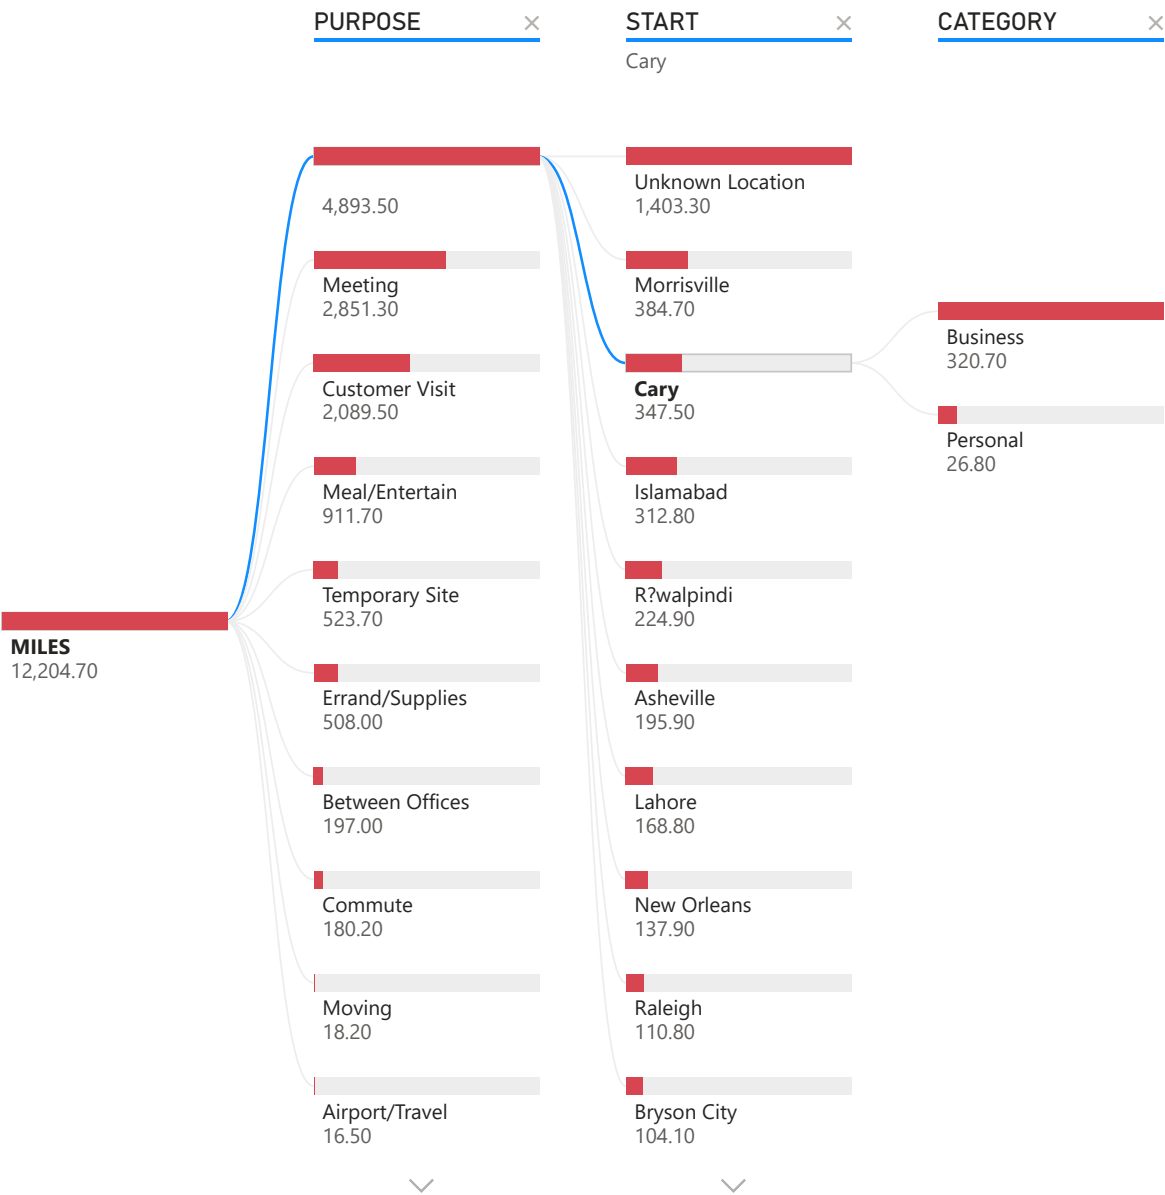 PURPOSE
START
CATEGORY
Cary
MILES
12,204.70
4,893.50
Meeting
2,851.30
Customer Visit
2,089.50
Meal/Entertain
911.70
Temporary Site
523.70
Errand/Supplies
508.00
Between Offices
197.00
Commute
180.20
Moving
18.20
Airport/Travel
16.50
Unknown Location
1,403.30
Morrisville
384.70
Cary
347.50
Islamabad
312.80
R?walpindi
224.90
Asheville
195.90
Lahore
168.80
New Orleans
137.90
Raleigh
110.80
Bryson City
104.10
Business
320.70
Personal
26.80